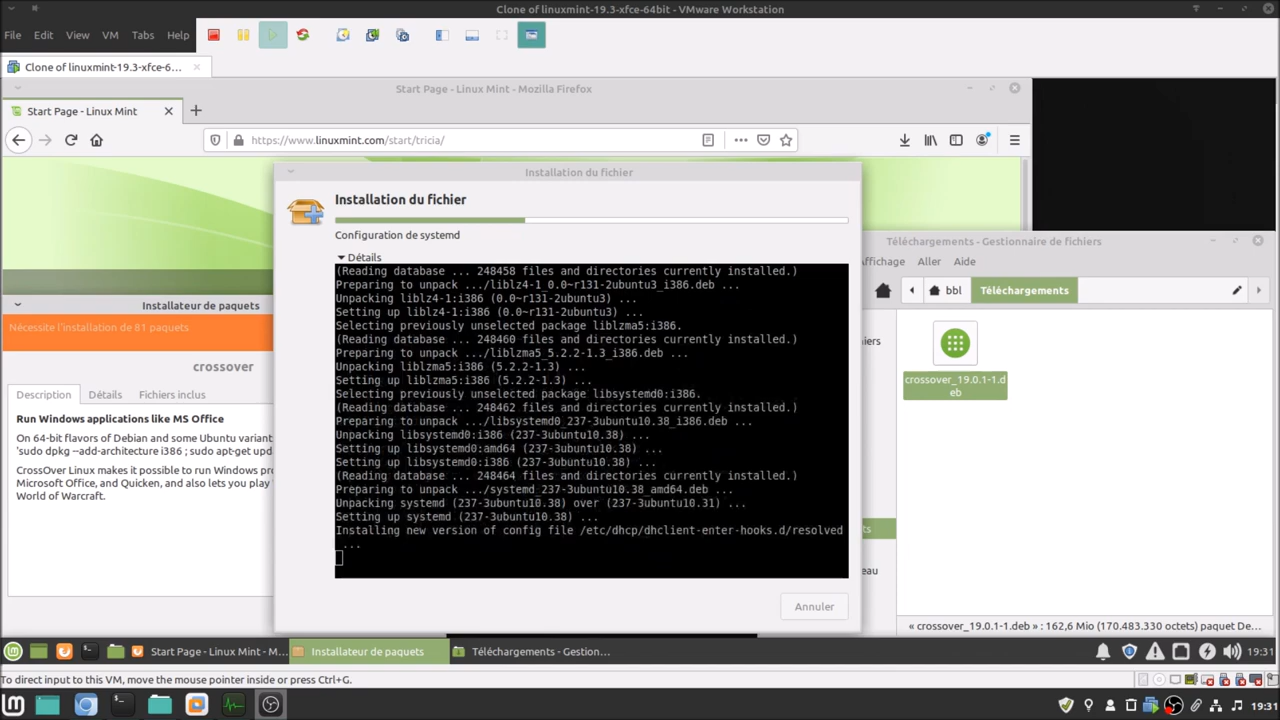 Clone of linuxmint-19.3-xfce-64bit - VMware Workstation
File Edit View VM Tabs Help
Clone of linuxmint-19.3-xfce-6...
Start Page - Linux Mint - Mozilla Firefox
Start Page - Linux Mint
https://www.linuxmint.com/start/tricia/
Installation du fichier
Installation du fichier
Configuration de systemd
Détails
(Reading database ... 248458 files and directories currently installed.)
Preparing to unpack .../liblz4-1_0.0~r131-2ubuntu3_i386.deb ...
Unpacking liblz4-1:i386 (0.0~r131-2ubuntu3) ...
Setting up liblz4-1:i386 (0.0~r131-2ubuntu3) ...
Selecting previously unselected package liblzma5:i386.
(Reading database ... 248460 files and directories currently installed.)
Preparing to unpack .../liblzma5_5.2.2-1.3_i386.deb ...
Unpacking liblzma5:i386 (5.2.2-1.3) ...
Setting up liblzma5:i386 (5.2.2-1.3) ...
Selecting previously unselected package libsystemd0:i386.
(Reading database ... 248462 files and directories currently installed.)
Preparing to unpack .../libsystemd0_237-3ubuntu10.38_i386.deb ...
Unpacking libsystemd0:i386 (237-3ubuntu10.38) ...
Setting up libsystemd0:amd64 (237-3ubuntu10.38) ...
Setting up libsystemd0:i386 (237-3ubuntu10.38) ...
(Reading database ... 248464 files and directories currently installed.)
Preparing to unpack .../systemd_237-3ubuntu10.38_amd64.deb ...
Unpacking systemd (237-3ubuntu10.38) over (237-3ubuntu10.31) ...
Setting up systemd (237-3ubuntu10.38) ...
Installing new version of config file /etc/dhcp/dhclient-enter-hooks.d/resolved
...
Annuler
Installateur de paquets
Nécessite l'installation de 81 paquets
crossover
Description Détails Fichiers inclus
Run Windows applications like MS Office
On 64-bit flavors of Debian and some Ubuntu variant
'sudo dpkg --add-architecture i386 ; sudo apt-get upd
CrossOver Linux makes it possible to run Windows pro
Microsoft Office, and Quicken, and also lets you play
World of Warcraft.
Téléchargements - Gestionnaire de fichiers
ffichage Aller Aide
bbl Téléchargements
iers
crossover_19.0.1-1.d
eb
ts
eau
« crossover_19.0.1-1.deb » : 162,6 Mio (170.483.330 octets) paquet De...
Start Page - Linux Mint - M... Installateur de paquets Téléchargements - Gestion... 19:31
To direct input to this VM, move the mouse pointer inside or press Ctrl+G.
19:31